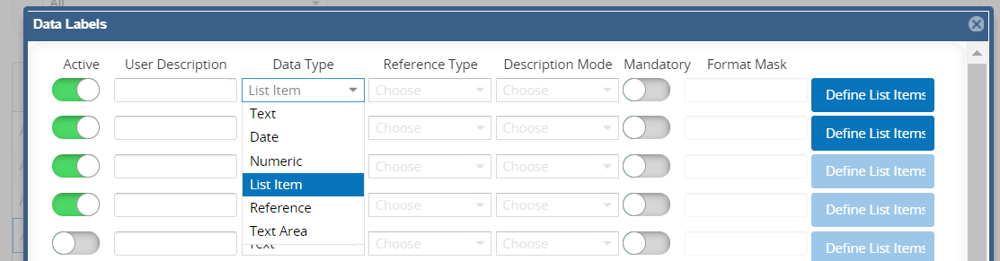 All
Data Labels
Active User Description Data Type Reference Type Description Mode Mandatory Format Mask
List Item Choose Choose Define List Items
Text
Choose Choose Define List Items
Date
Numeric Choose Choose Define List Items
List Item
Reference Choose Choose Define List Items
Text Area
Text Choose Choose Define List Items